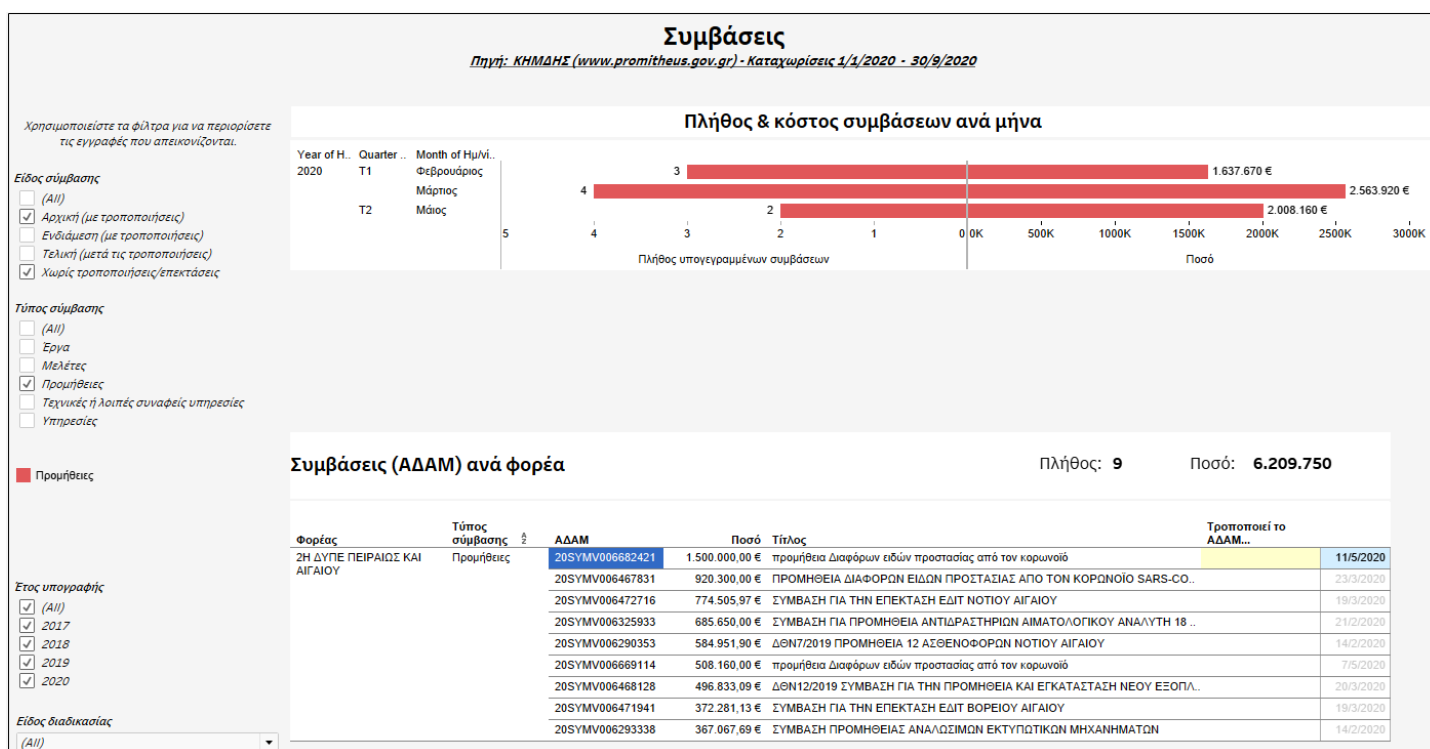 Συμβάσεις
Πηγή: ΚΗΜΔΗΣ (www.promitheus.gov.gr) - Καταχωρίσεις 1/1/2020 - 30/9/2020
Χρησιμοποιείστε τα φίλτρα για να περιορίσετε
τις εγγραφές που απεικονίζονται.
Είδος σύμβασης
(All)
Αρχική (με τροποποιήσεις)
Ενδιάμεση (με τροποποιήσεις)
Τελική (μετά τις τροποποιήσεις)
Χωρίς τροποποιήσεις/επεκτάσεις
Τύπος σύμβασης
(All)
Έργα
Μελέτες
Προμήθειες
Τεχνικές ή λοιπές συναφείς υπηρεσίες
Υπηρεσίες
Προμήθειες
Έτος υπογραφής
(All)
2017
2018
2019
2020
Είδος διαδικασίας
(All)
Πλήθος & κόστος συμβάσεων ανά μήνα
Year of Η.. Quarter .. Month of Ημ/νί..
2020 T1 Φεβρουάριος 3 1.637.670 €
Μάρτιος 4 2.563.920 €
T2 Μάιος 2 2.008.160 €
5 4 3 2 1 0 0K 500K 1000K 1500K 2000K 2500K 3000K
Πλήθος υπογεγραμμένων συμβάσεων Ποσό
Συμβάσεις (ΑΔΑΜ) ανά φορέα Πλήθος: 9 Ποσό: 6.209.750
Φορέας Τύπος σύμβασης ΑΔΑΜ Ποσό Τίτλος Τροποποιεί το ΑΔΑΜ...
2Η ΔΥΠΕ ΠΕΙΡΑΙΩΣ ΚΑΙ ΑΙΓΑΙΟΥ Προμήθειες 20SYMV006682421 1.500.000,00 € προμήθεια Διαφόρων ειδών προστασίας από τον κορωνοϊό 11/5/2020
20SYMV006467831 920.300,00 € ΠΡΟΜΗΘΕΙΑ ΔΙΑΦΟΡΩΝ ΕΙΔΩΝ ΠΡΟΣΤΑΣΙΑΣ ΑΠΟ ΤΟΝ ΚΟΡΩΝΟΪΟ SARS-CO.. 23/3/2020
20SYMV006472716 774.505,97 € ΣΥΜΒΑΣΗ ΓΙΑ ΤΗΝ ΕΠΕΚΤΑΣΗ ΕΔΙΤ ΝΟΤΙΟΥ ΑΙΓΑΙΟΥ 19/3/2020
20SYMV006325933 685.650,00 € ΣΥΜΒΑΣΗ ΓΙΑ ΠΡΟΜΗΘΕΙΑ ΑΝΤΙΔΡΑΣΤΗΡΙΩΝ ΑΙΜΑΤΟΛΟΓΙΚΟΥ ΑΝΑΛΥΤΗ 18 .. 21/2/2020
20SYMV006290353 584.951,90 € ΔΘΝ7/2019 ΠΡΟΜΗΘΕΙΑ 12 ΑΣΘΕΝΟΦΟΡΩΝ ΝΟΤΙΟΥ ΑΙΓΑΙΟΥ 14/2/2020
20SYMV006669114 508.160,00 € προμήθεια Διαφόρων ειδών προστασίας από τον κορωνοϊό 7/5/2020
20SYMV006468128 496.833,09 € ΔΘΝ12/2019 ΣΥΜΒΑΣΗ ΓΙΑ ΤΗΝ ΠΡΟΜΗΘΕΙΑ ΚΑΙ ΕΓΚΑΤΑΣΤΑΣΗ ΝΕΟΥ ΕΞΟΠΛ.. 20/3/2020
20SYMV006471941 372.281,13 € ΣΥΜΒΑΣΗ ΓΙΑ ΤΗΝ ΕΠΕΚΤΑΣΗ ΕΔΙΤ ΒΟΡΕΙΟΥ ΑΙΓΑΙΟΥ 19/3/2020
20SYMV006293338 367.067,69 € ΣΥΜΒΑΣΗ ΠΡΟΜΗΘΕΙΑΣ ΑΝΑΛΩΣΙΜΩΝ ΕΚΤΥΠΩΤΙΚΩΝ ΜΗΧΑΝΗΜΑΤΩΝ 14/2/2020